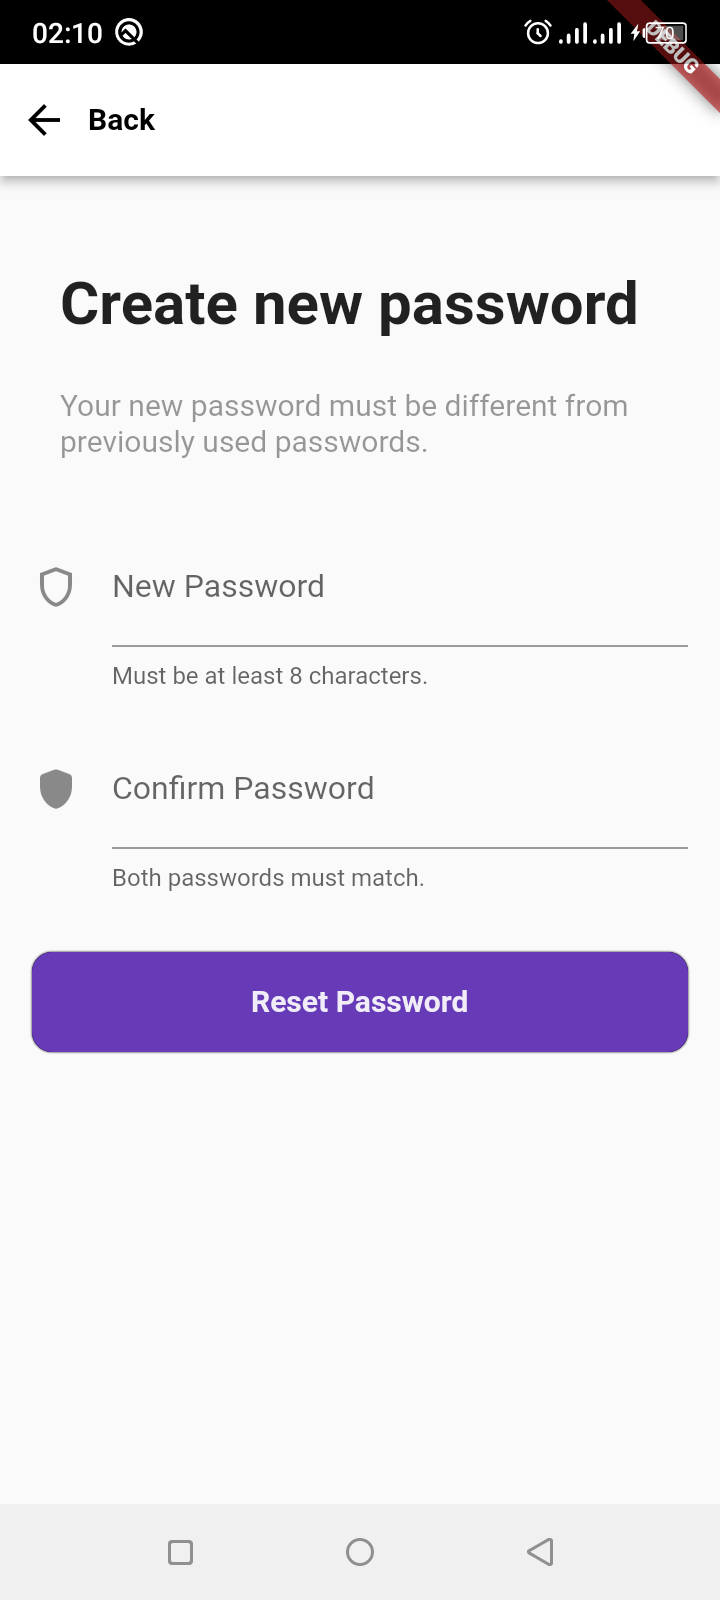 02:10
70
DEBUG
Back
Create new password
Your new password must be different from
previously used passwords.
New Password
Must be at least 8 characters.
Confirm Password
Both passwords must match.
Reset Password